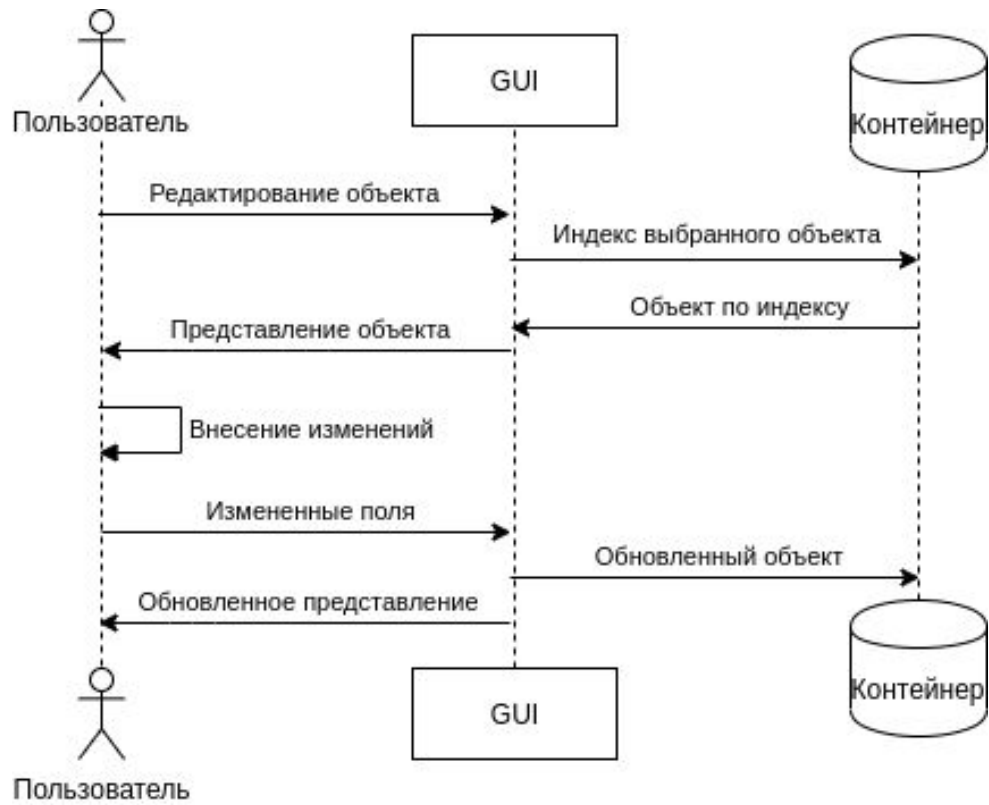 GUI
Контейнер
Пользователь
Редактирование объекта
Индекс выбранного объекта
Объект по индексу
Представление объекта
Внесение изменений
Измененные поля
Обновленный объект
Обновленное представление
Контейнер
GUI
Пользователь